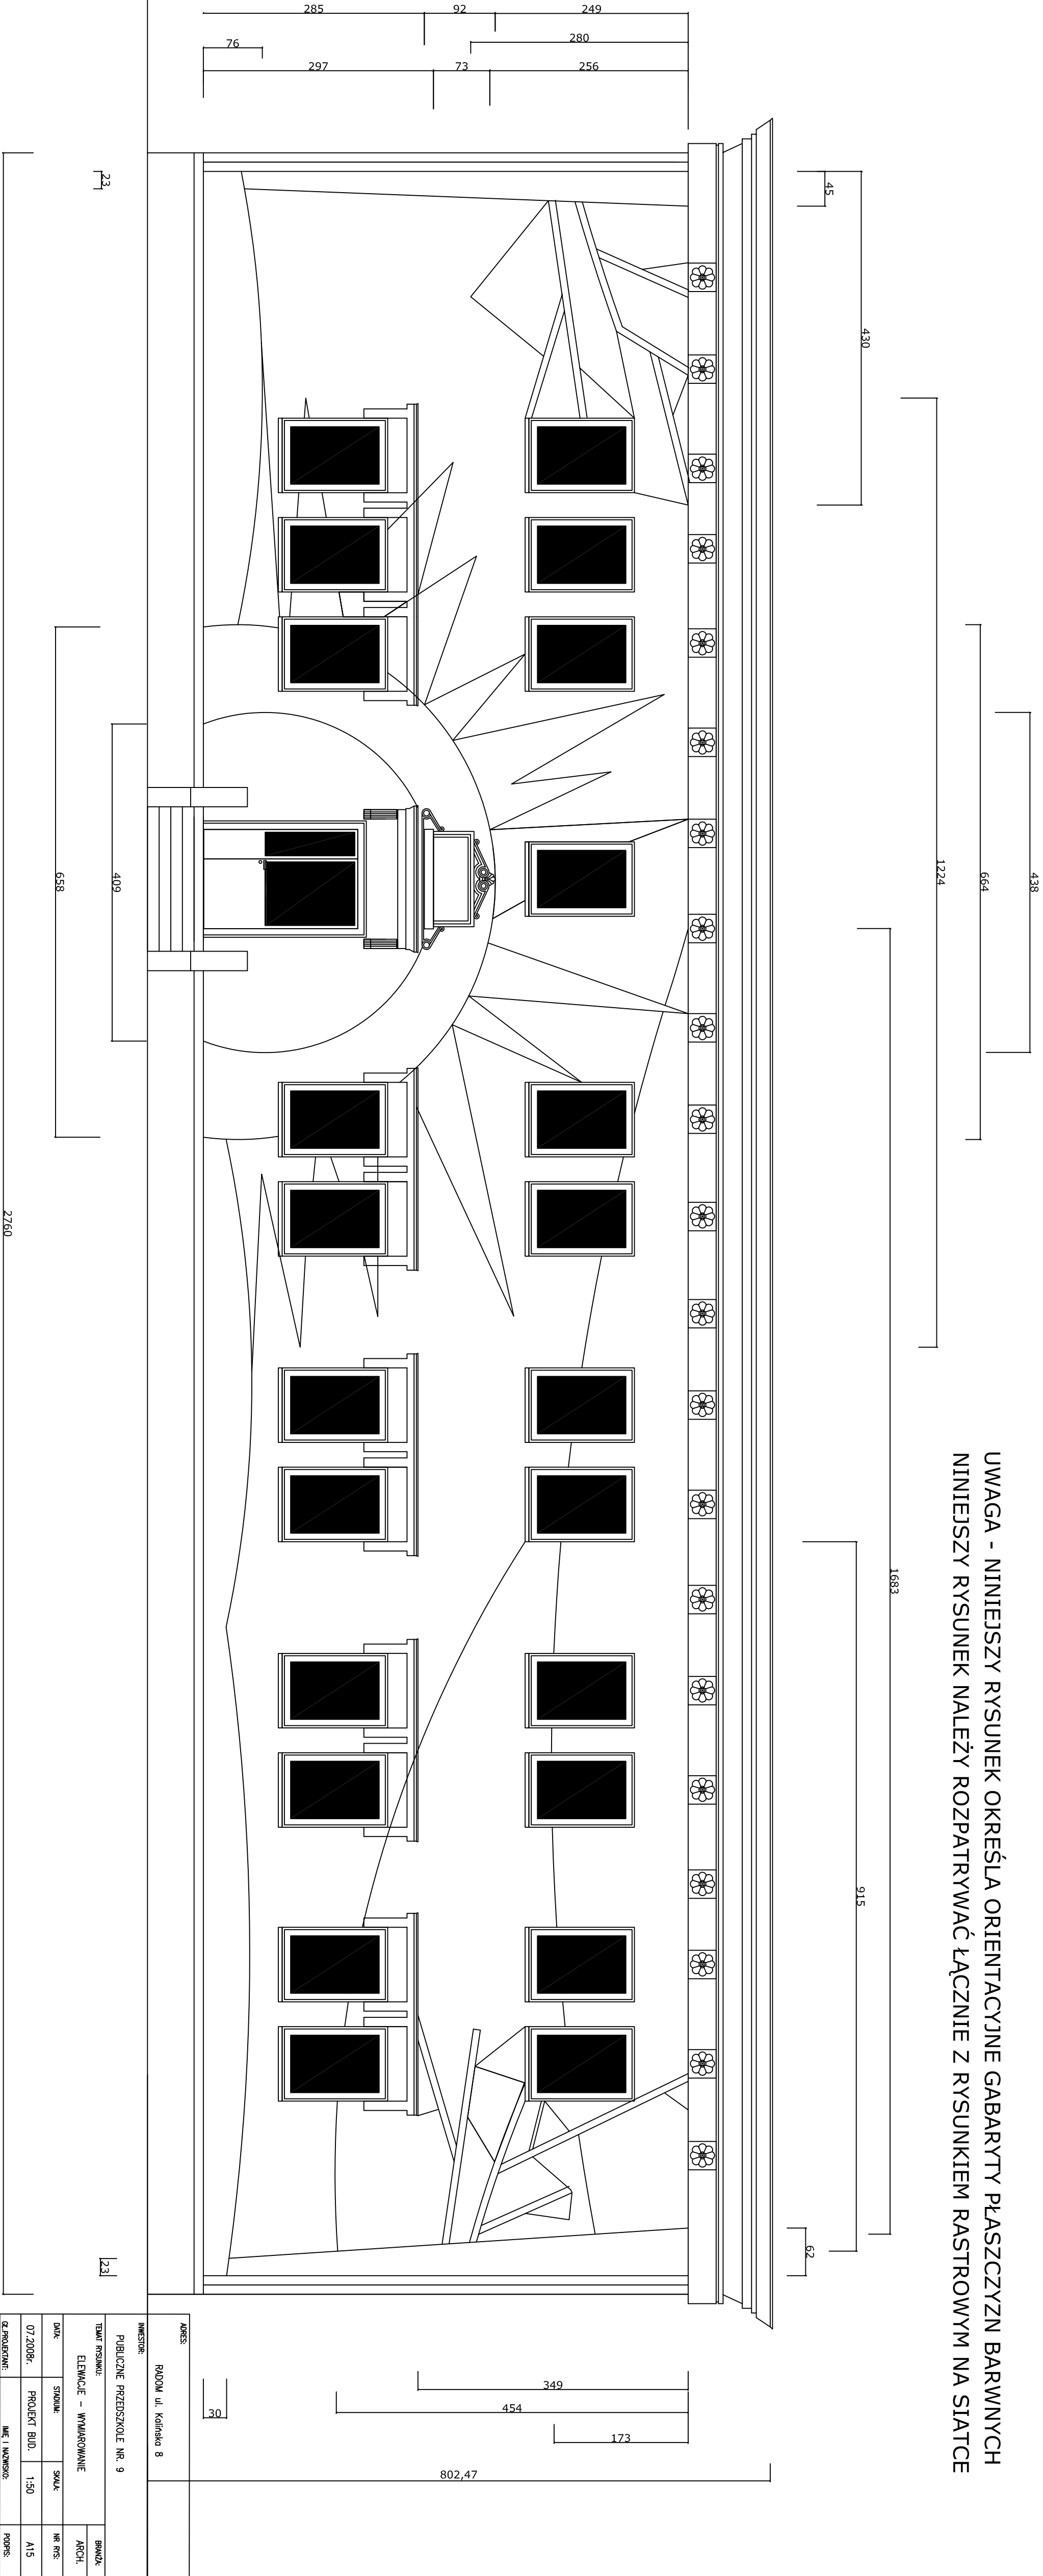 UWAGA - NINIEJSZY RYSUNEK OKREŚLA ORIENTACYJNE GABARYTY PŁASZCZYZN BARWNYCH
NINIEJSZY RYSUNEK NALEŻY ROZPATRYWAĆ ŁĄCZNIE Z RYSUNKIEM RASTROWYM NA SIATCE
438
664
1224
1683
915
430
45
62
249
92
285
280
76
256
73
297
349
454
173
30
802,47
23
23
409
658
2760
ADRES:
RADOM ul. Kalińska 8
INWESTOR:
PUBLICZNE PRZEDSZKOLE NR. 9
TEMAT RYSUNKU:
BRANŻA:
ELEWACJE – WYMIAROWANIE
ARCH.
DATA:
STADIUM:
SKALA:
NR RYS:
07.2008r.
PROJEKT BUD.
1:50
A15
GŁ.PROJEKTANT:
IMIĘ I NAZWISKO:
PODPIS: